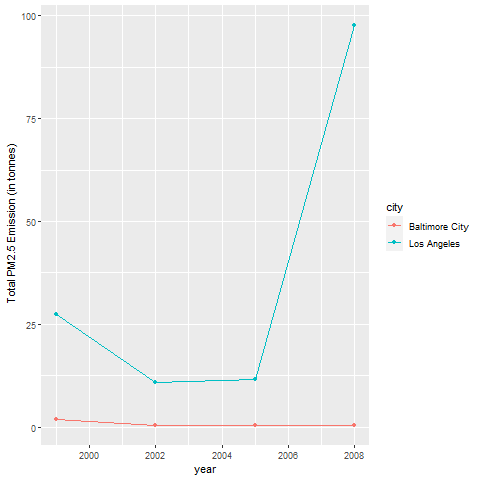 100
75
50
25
0
Total PM2.5 Emission (in tonnes)
2000 2002 2004 2006 2008
year
city
Baltimore City
Los Angeles